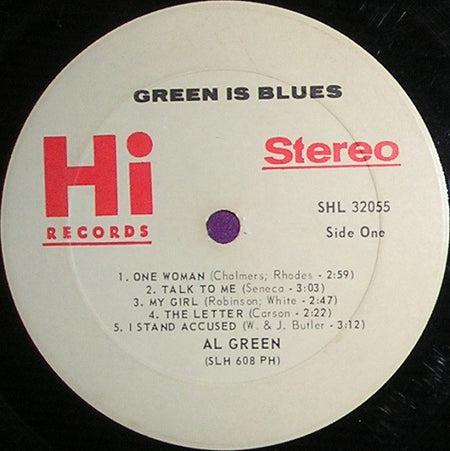 GREEN IS BLUES
Hi
RECORDS
Stereo
SHL 32055
Side One
1. ONE WOMAN (Chalmers; Rhodes - 2:59)
2. TALK TO ME (Seneca - 3:03)
3. MY GIRL (Robinson; White - 2:47)
4. THE LETTER (Carson - 2:22)
5. I STAND ACCUSED (W. & J. Butler - 3:12)
AL GREEN
(SLH 608 PH)